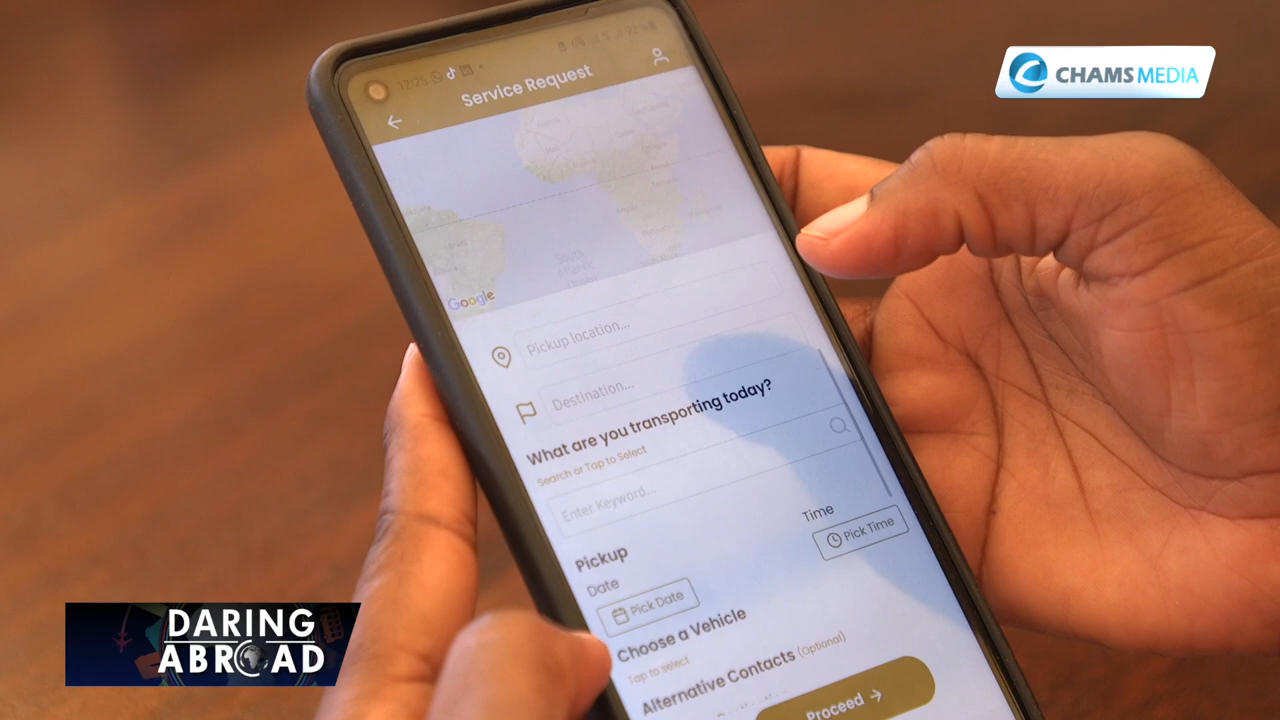 CHAMS MEDIA
12:25
Service Request
Google
Pickup location...
Destination...
What are you transporting today?
Search or Tap to Select
Enter Keyword...
Time
Pick Time
Pickup
Date
Pick Date
Choose a Vehicle
Tap to select
Alternative Contacts (Optional)
Proceed →
DARING
ABROAD